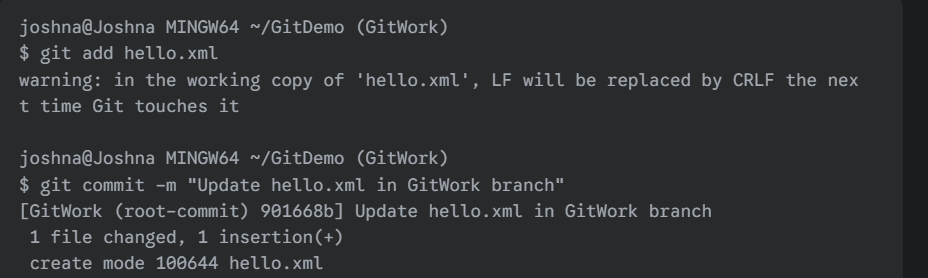 joshna@Joshna MINGW64 ~/GitDemo (GitWork)
$ git add hello.xml
warning: in the working copy of 'hello.xml', LF will be replaced by CRLF the nex
t time Git touches it
joshna@Joshna MINGW64 ~/GitDemo (GitWork)
$ git commit -m "Update hello.xml in GitWork branch"
[GitWork (root-commit) 901668b] Update hello.xml in GitWork branch
 1 file changed, 1 insertion(+)
 create mode 100644 hello.xml